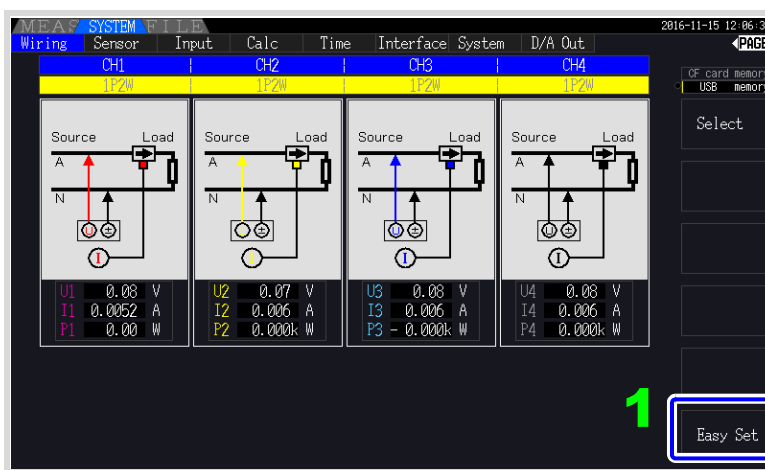 MEAS SYSTEM FILE 2016-11-15 12:06:3
Wiring Sensor Input Calc Time Interface System D/A Out PAGE
CH1 CH2 CH3 CH4
CF card memory
1P2W 1P2W 1P2W 1P2W
USB memory
Select
Source Load Source Load Source Load Source Load
A A A A
N N N N
U ± ± U ± U ±
I I I I
U1 0.08 V U2 0.07 V U3 0.08 V U4 0.08 V
I1 0.0052 A I2 0.006 A I3 0.006 A I4 0.006 A
P1 0.00 W P2 0.000k W P3 - 0.000k W P4 0.000k W
1
Easy Set